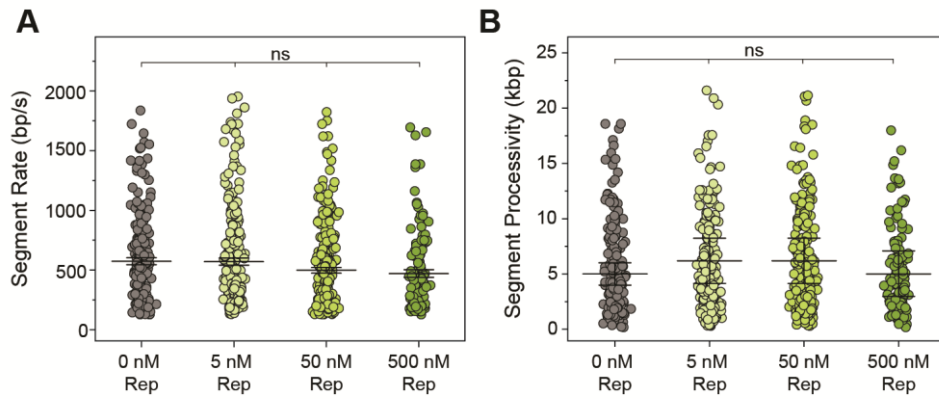 A
ns
Segment Rate (bp/s)
2000
1500
1000
500
0
0 nM
Rep
5 nM
Rep
50 nM
Rep
500 nM
Rep
B
ns
Segment Processivity (kbp)
25
20
15
10
5
0
0 nM
Rep
5 nM
Rep
50 nM
Rep
500 nM
Rep